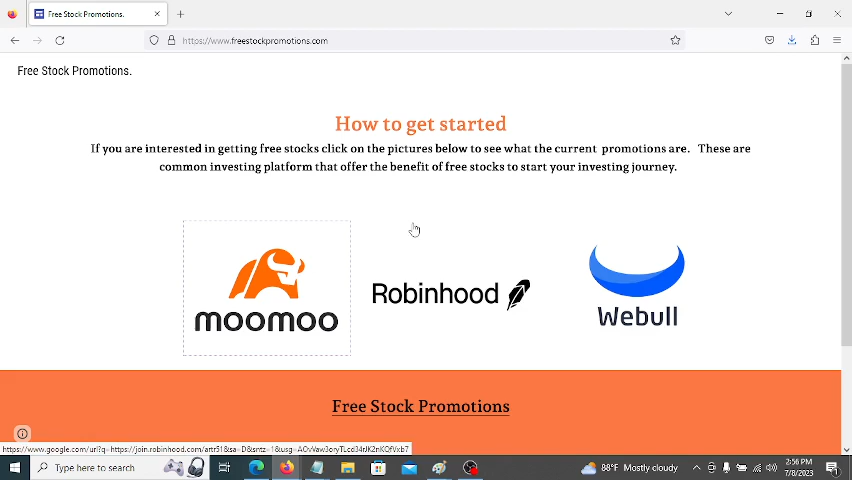 Free Stock Promotions.
https://www.freestockpromotions.com
Free Stock Promotions.
How to get started
If you are interested in getting free stocks click on the pictures below to see what the current promotions are. These are
common investing platform that offer the benefit of free stocks to start your investing journey.
moomoo
Robinhood
Webull
Free Stock Promotions
Type here to search
88°F Mostly cloudy
2:56 PM
7/8/2023